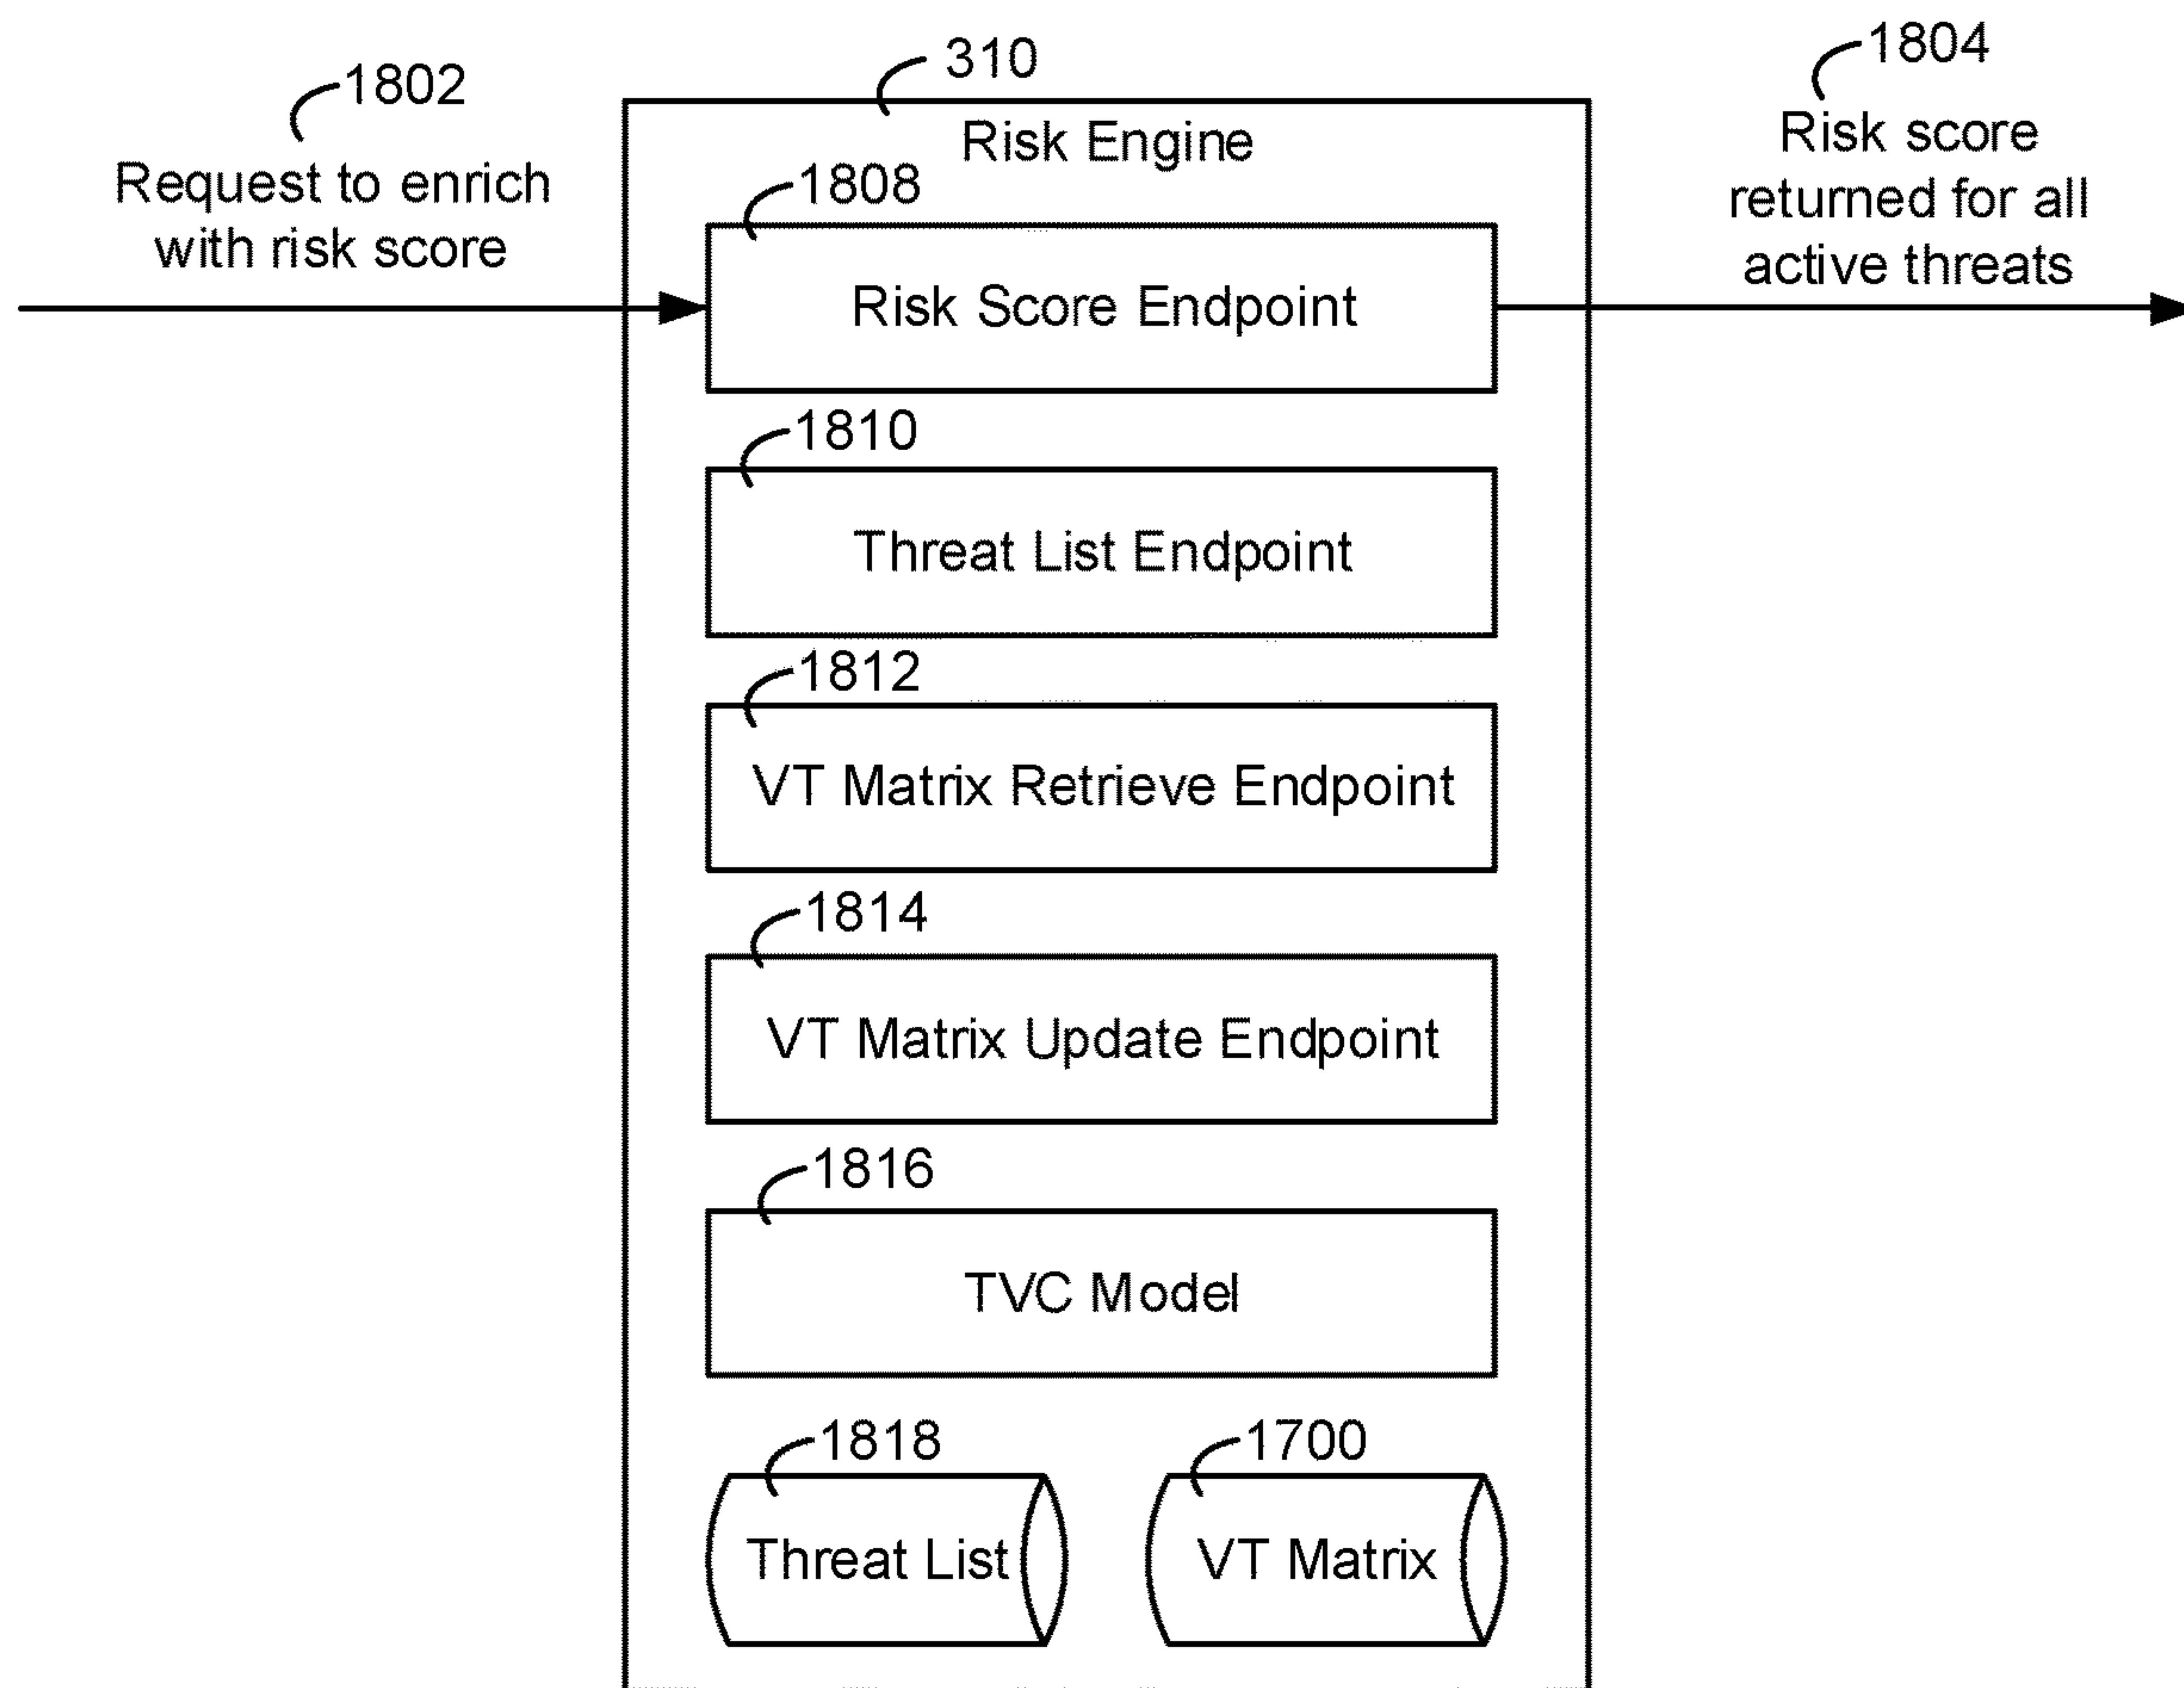 310
1804
1802
Risk Engine
Risk score
returned for all
active threats
Request to enrich
with risk score
1808
Risk Score Endpoint
1810
Threat List Endpoint
1812
VT Matrix Retrieve Endpoint
1814
VT Matrix Update Endpoint
1816
TVC Model
1818
1700
Threat List
VT Matrix